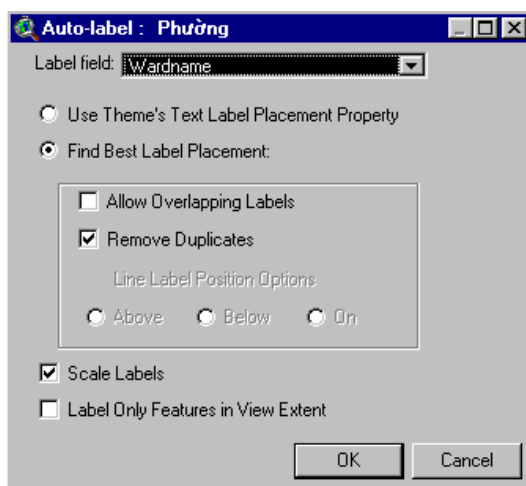 Auto-label : Phường
Label field: Wardname
Use Theme's Text Label Placement Property
Find Best Label Placement:
Allow Overlapping Labels
Remove Duplicates
Line Label Position Options
Above Below On
Scale Labels
Label Only Features in View Extent
OK Cancel